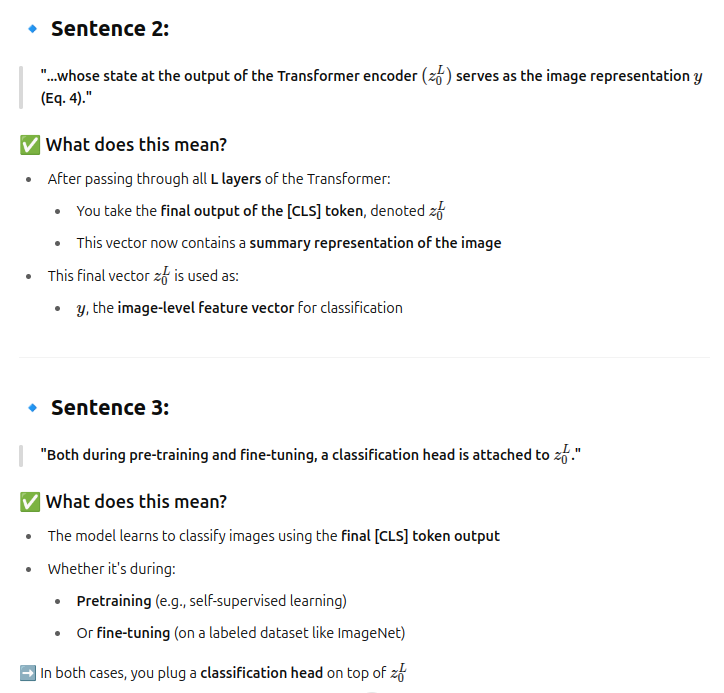 🔹 Sentence 2:
"...whose state at the output of the Transformer encoder (z₀ᴸ) serves as the image representation y
(Eq. 4)."
✅ What does this mean?
• After passing through all L layers of the Transformer:
• You take the final output of the [CLS] token, denoted z₀ᴸ
• This vector now contains a summary representation of the image
• This final vector z₀ᴸ is used as:
• y, the image-level feature vector for classification
🔹 Sentence 3:
"Both during pre-training and fine-tuning, a classification head is attached to z₀ᴸ."
✅ What does this mean?
• The model learns to classify images using the final [CLS] token output
• Whether it's during:
• Pretraining (e.g., self-supervised learning)
• Or fine-tuning (on a labeled dataset like ImageNet)
➡️ In both cases, you plug a classification head on top of z₀ᴸ